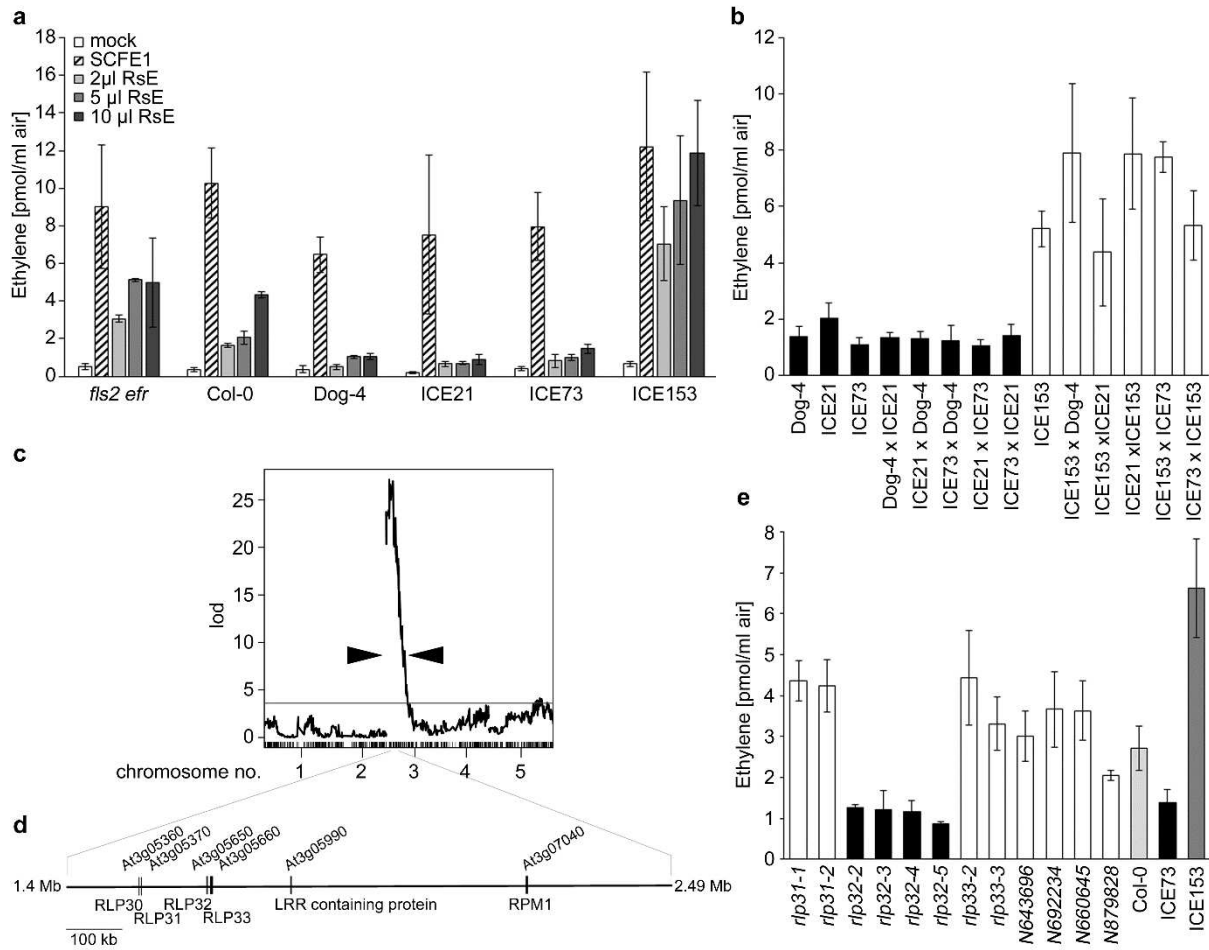 a
Ethylene [pmol/ml air]
18
16
14
12
10
8
6
4
2
0
mock
SCFE1
2µl RsE
5 µl RsE
10 µl RsE
fls2 efr
Col-0
Dog-4
ICE21
ICE73
ICE153
b
Ethylene [pmol/ml air]
12
10
8
6
4
2
0
Dog-4
ICE21
ICE73
Dog-4 x ICE21
ICE21 x Dog-4
ICE73 x Dog-4
ICE21 x ICE73
ICE73 x ICE21
ICE153
ICE153 x Dog-4
ICE153 xICE21
ICE21 xICE153
ICE153 x ICE73
ICE73 x ICE153
c
lod
25
20
15
10
5
0
chromosome no.
1
2
3
4
5
d
At3g05360
At3g05370
At3g05650
At3g05660
At3g05990
At3g07040
1.4 Mb
2.49 Mb
RLP30
RLP31
RLP32
RLP33
LRR containing protein
RPM1
100 kb
e
Ethylene [pmol/ml air]
8
7
6
5
4
3
2
1
0
rlp31-1
rlp31-2
rlp32-2
rlp32-3
rlp32-4
rlp32-5
rlp33-2
rlp33-3
N643696
N692234
N660645
N879828
Col-0
ICE73
ICE153